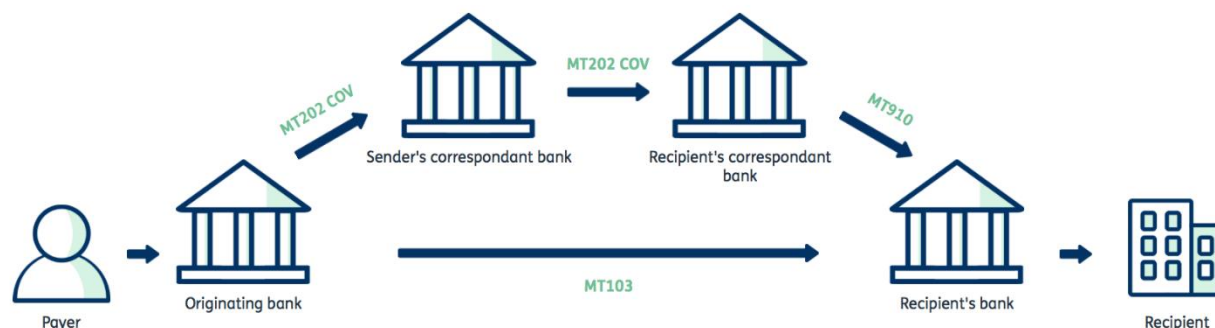 MT202 COV
MT202 COV
MT910
Sender's correspondant bank
Recipient's correspondant
bank
MT103
Payer
Originating bank
Recipient's bank
Recipient